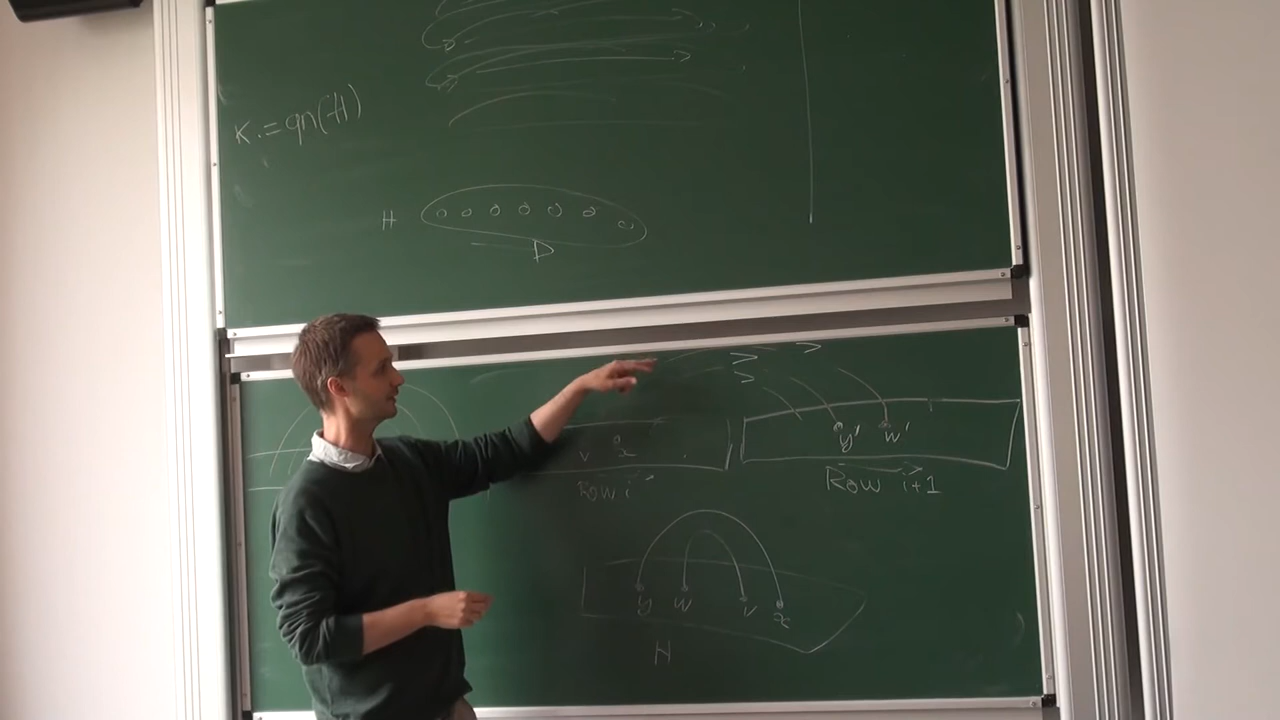 K := qn(H)
H
D
v x
y' w'
Row i
Row i+1
y w v x
H